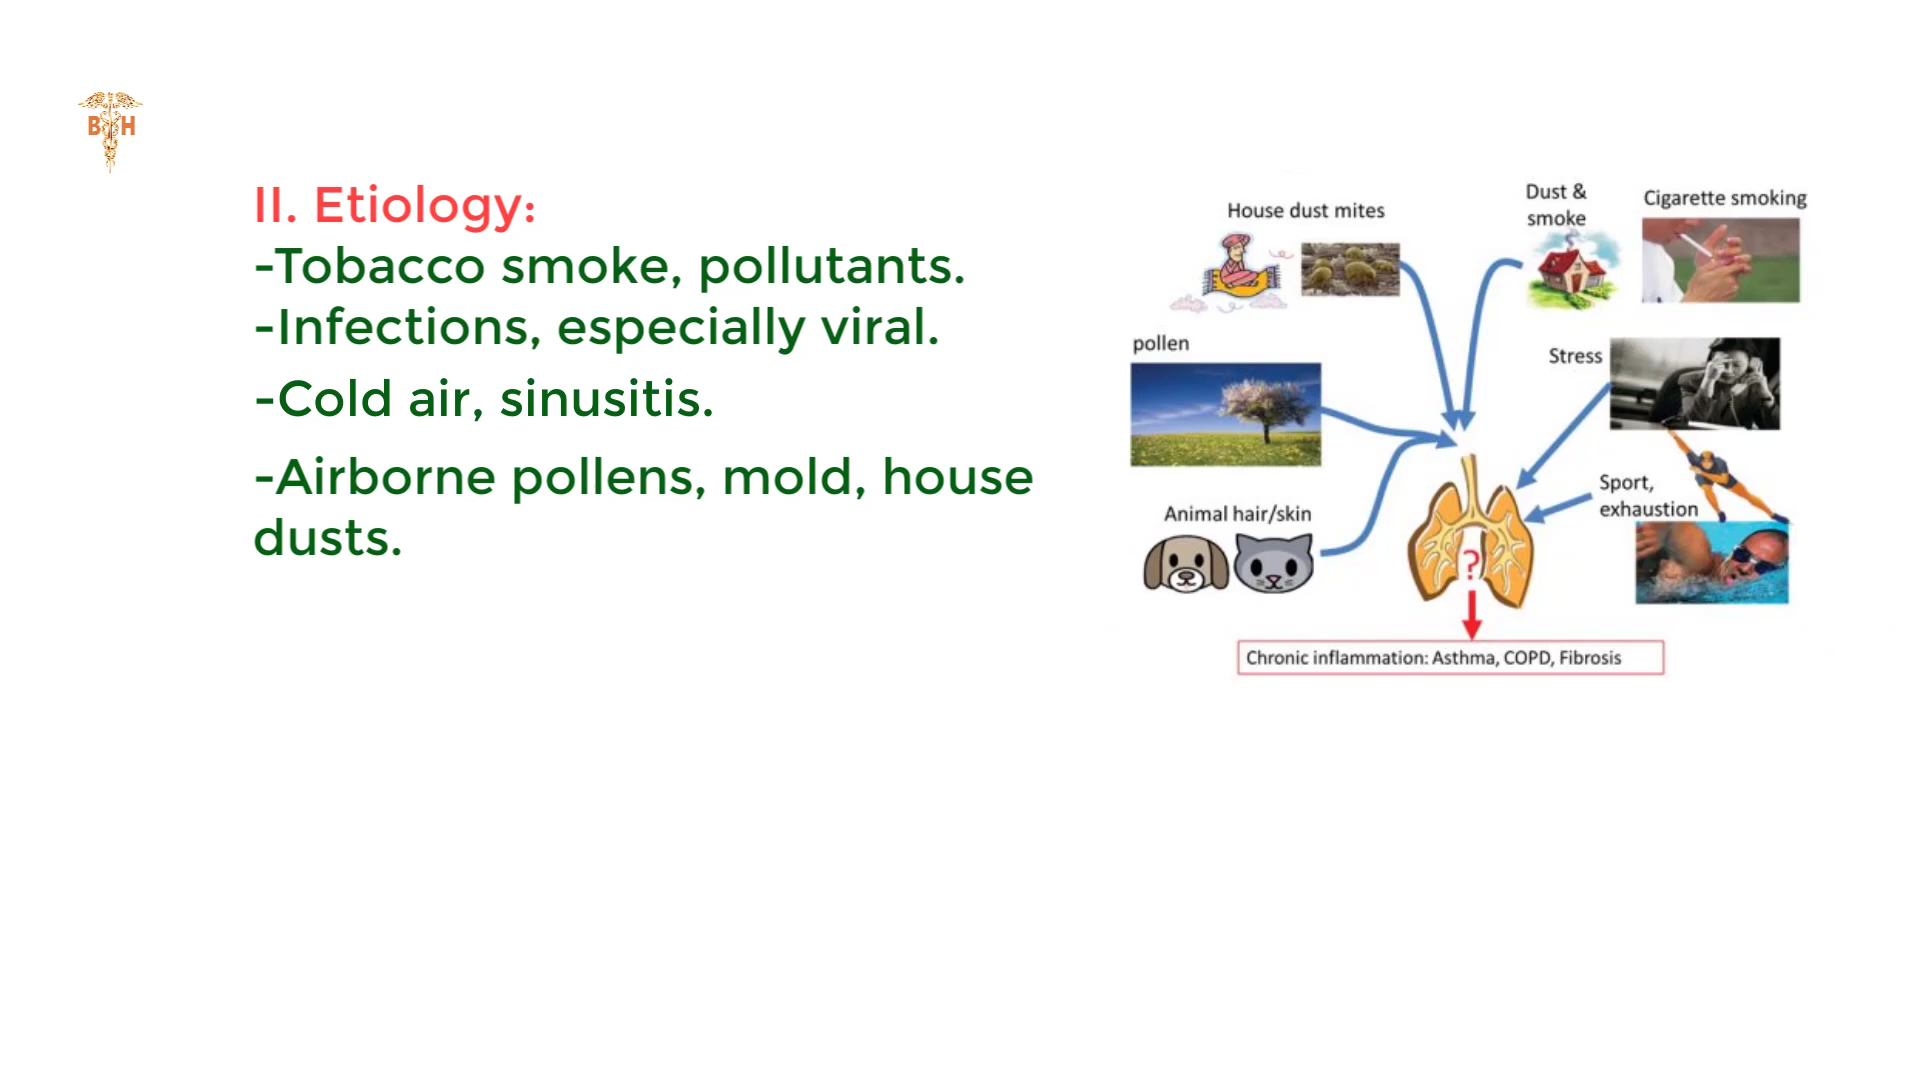 B H
II. Etiology:
-Tobacco smoke, pollutants.
-Infections, especially viral.
-Cold air, sinusitis.
-Airborne pollens, mold, house
dusts.
House dust mites
Dust &
smoke
Cigarette smoking
pollen
Stress
Animal hair/skin
Sport,
exhaustion
?
Chronic inflammation: Asthma, COPD, Fibrosis